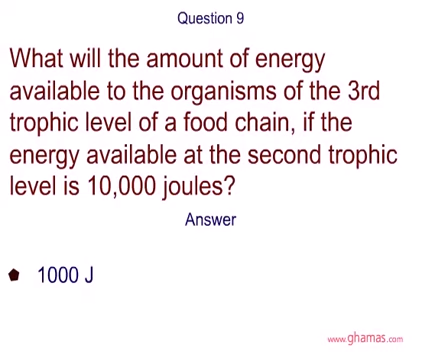 Question 9
What will the amount of energy
available to the organisms of the 3rd
trophic level of a food chain, if the
energy available at the second trophic
level is 10,000 joules?
Answer
1000 J
www.ghamas.com